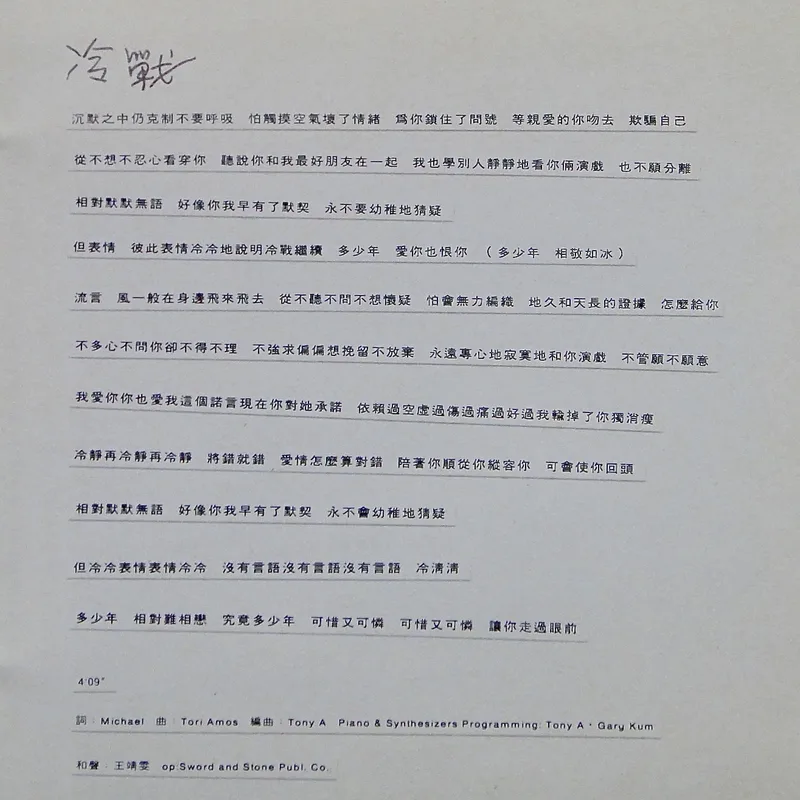 冷戰
沉默之中仍克制不要呼吸 怕觸摸空氣壞了情緒 爲你鎖住了問號 等親愛的你吻去 欺騙自己
從不想不忍心看穿你 聽說你和我最好朋友在一起 我也學別人靜靜地看你倆演戲 也不願分離
相對默默無語 好像你我早有了默契 永不要幼稚地猜疑
但表情 彼此表情冷冷地說明冷戰繼續 多少年 愛你也恨你 （多少年 相敬如冰）
流言 風一般在身邊飛來飛去 從不聽不問不想懷疑 怕會無力編織 地久和天長的證據 怎麼給你
不多心不問你卻不得不理 不強求偏偏想挽留不放棄 永遠專心地寂寞地和你演戲 不管願不願意
我愛你你也愛我這個諾言現在你對她承諾 依賴過空虛過傷過痛過好過我輸掉了你獨消瘦
冷靜再冷靜再冷靜 將錯就錯 愛情怎麼算對錯 陪著你順從你縱容你 可會使你回頭
相對默默無語 好像你我早有了默契 永不會幼稚地猜疑
但冷冷表情表情冷冷 沒有言語沒有言語沒有言語 冷淸淸
多少年 相對難相戀 究竟多少年 可惜又可憐 可惜又可憐 讓你走過眼前
4:09"
詞：Michael 曲：Tori Amos 編曲：Tony A Piano & Synthesizers Programming: Tony A・Gary Kum
和聲：王靖雯 op:Sword and Stone Publ. Co.